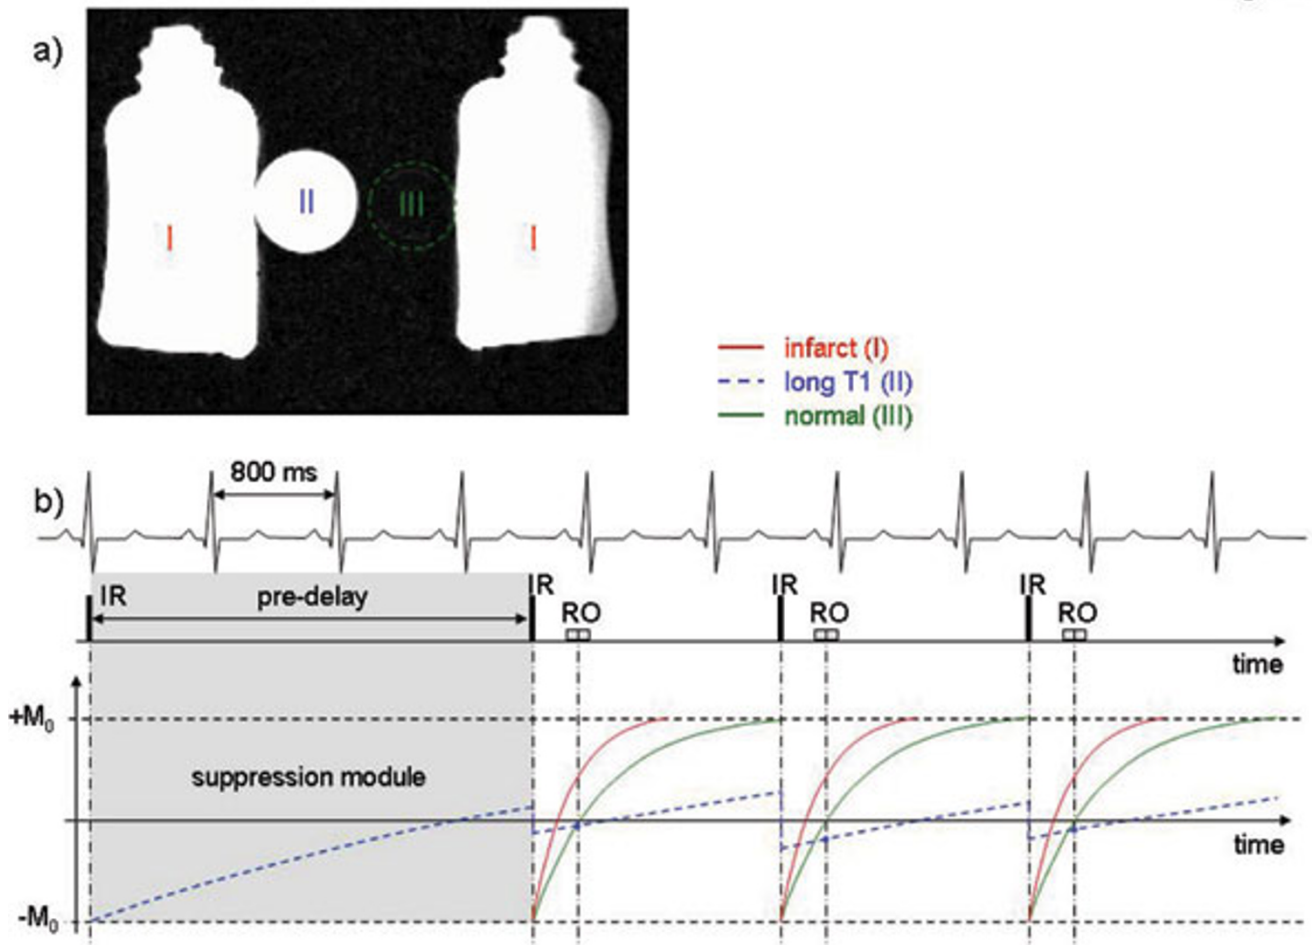 a)
I
II
III
I
infarct (I)
long T1 (II)
normal (III)
b)
800 ms
IR
pre-delay
IR
RO
IR
RO
IR
RO
time
+M₀
suppression module
time
-M₀